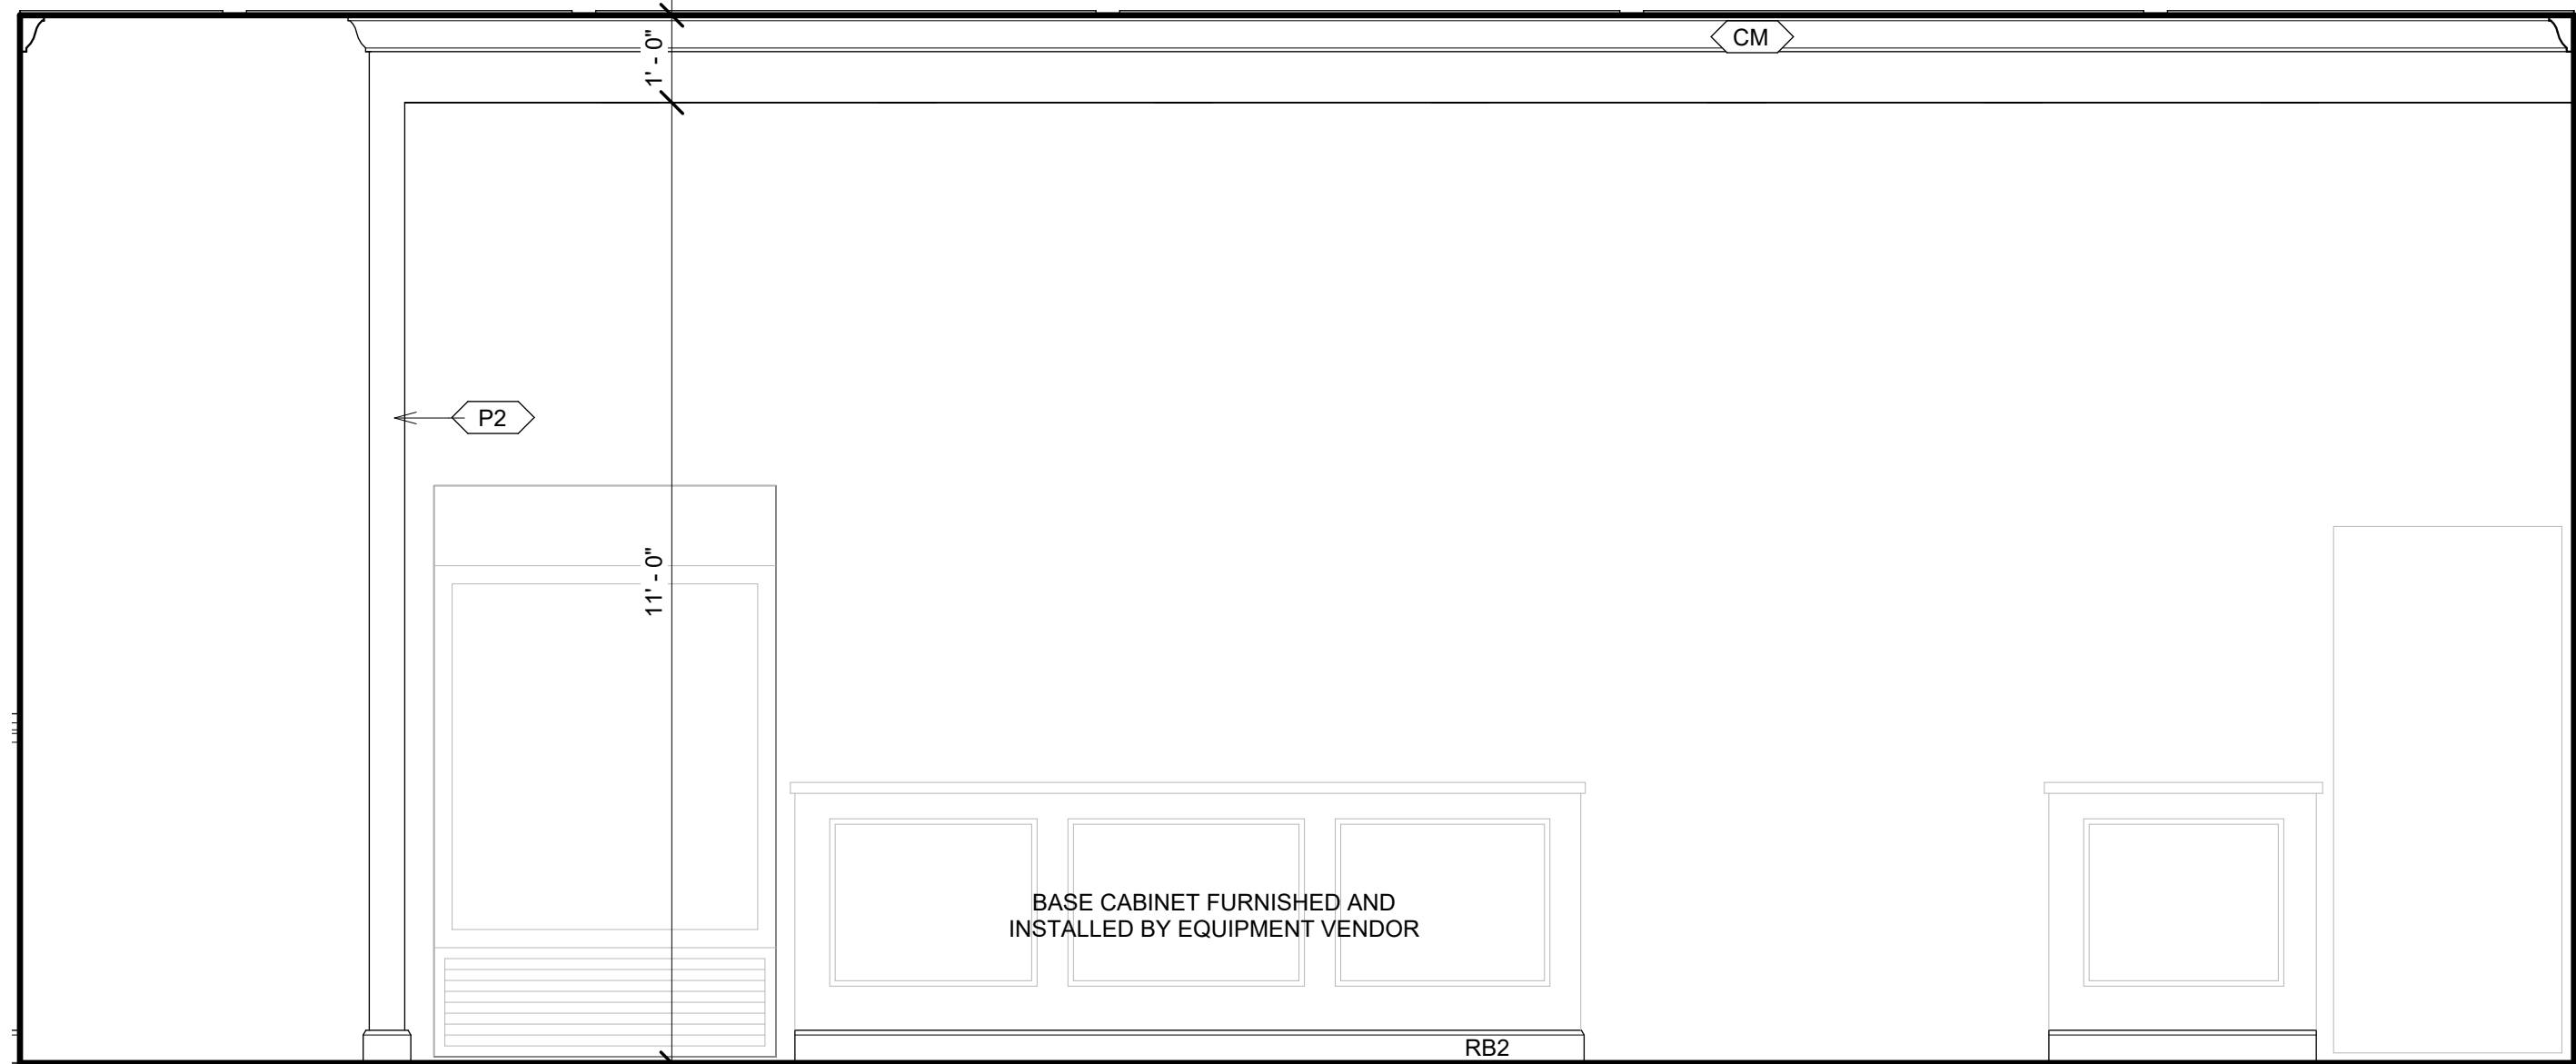 CM
1' - 0"
P2
11' - 0"
BASE CABINET FURNISHED AND
INSTALLED BY EQUIPMENT VENDOR
RB2